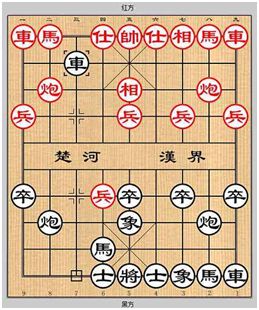 红方
一 二 三 四 五 六 七 八 九
車 馬 仕 帥 仕 相 馬 車
車
炮 相 炮
兵 兵 兵 兵
楚河 漢界
卒 兵 卒 卒 卒
炮 象 炮
馬
士 將 士 象 馬 車
9 8 7 6 5 4 3 2 1
黑方